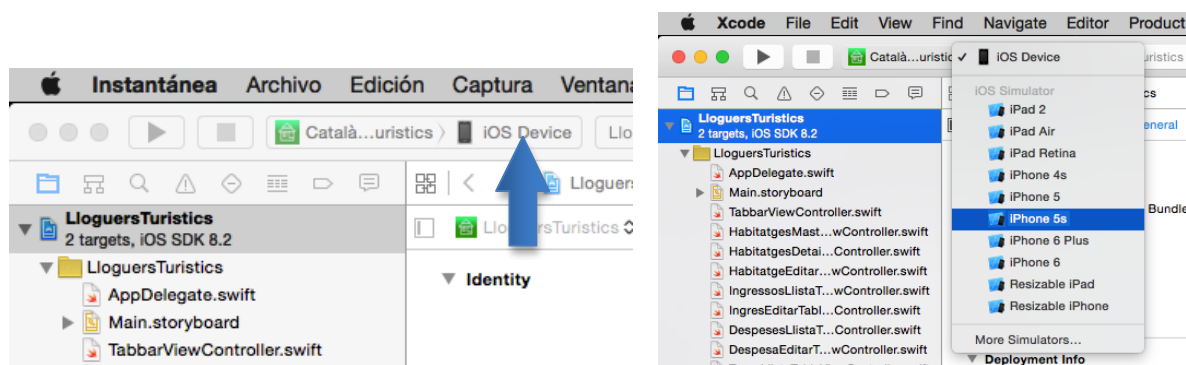 Instantánea Archivo Edición Captura Ventana
Català...uristics iOS Device Llo
Lloguers
LloguersTuristics
2 targets, iOS SDK 8.2
LloguersTuristics
LloguersTuristics
AppDelegate.swift
Main.storyboard
TabbarViewController.swift
Identity
Xcode File Edit View Find Navigate Editor Product
Català...uristic iOS Device uristics
iOS Simulator
iPad 2
iPad Air
iPad Retina
iPhone 4s
iPhone 5
iPhone 5s
iPhone 6 Plus
iPhone 6
Resizable iPad
Resizable iPhone
More Simulators...
cs
eneral
Bundle
LloguersTuristics
2 targets, iOS SDK 8.2
LloguersTuristics
AppDelegate.swift
Main.storyboard
TabbarViewController.swift
HabitatgesMast...wController.swift
HabitatgesDetai...Controller.swift
HabitatgeEditar...wController.swift
IngressosLlistaT...wController.swift
IngresEditarTabl...Controller.swift
DespesesLlistaT...Controller.swift
DespesaEditarT...wController.swift
Deployment Info